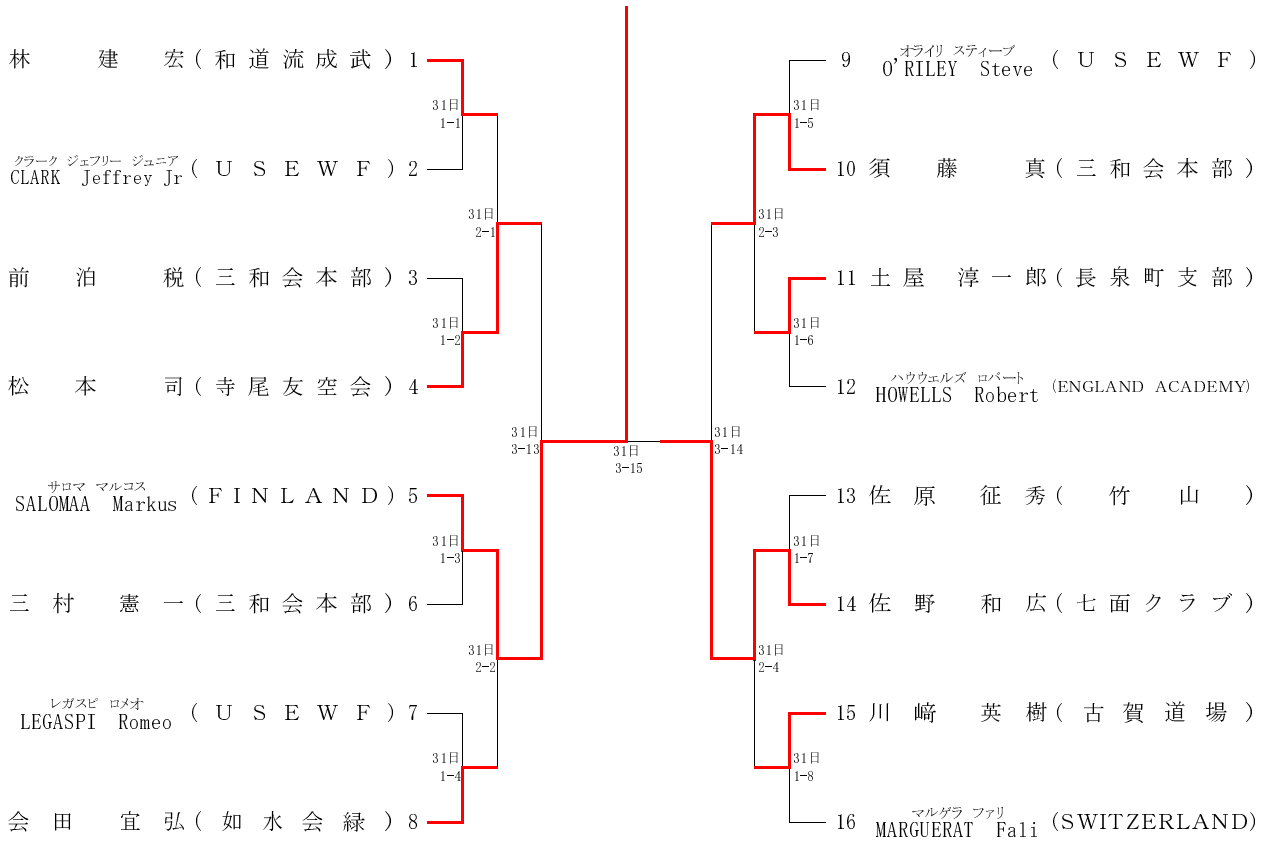 林 建 宏 ( 和 道 流 成 武 ) 1
31日
1-1
クラーク ジェフリー ジュニア
CLARK Jeffrey Jr ( U S E W F ) 2
31日
2-1
前 泊 税 ( 三 和 会 本 部 ) 3
31日
1-2
松 本 司 ( 寺 尾 友 空 会 ) 4
31日
3-13
サロマ マルコス
SALOMAA Markus ( F I N L A N D ) 5
31日
1-3
三 村 憲 一 ( 三 和 会 本 部 ) 6
31日
2-2
レガスピ ロメオ
LEGASPI Romeo ( U S E W F ) 7
31日
1-4
会 田 宜 弘 ( 如 水 会 緑 ) 8
31日
3-15
9 オライリ スティーブ
O'RILEY Steve ( U S E W F )
31日
1-5
10 須 藤 真 ( 三 和 会 本 部 )
31日
2-3
11 土 屋 淳 一 郎 ( 長 泉 町 支 部 )
31日
1-6
12 ハウウェルズ ロバート
HOWELLS Robert (ENGLAND ACADEMY)
31日
3-14
13 佐 原 征 秀 ( 竹 山 )
31日
1-7
14 佐 野 和 広 ( 七 面 ク ラ ブ )
31日
2-4
15 川 﨑 英 樹 ( 古 賀 道 場 )
31日
1-8
16 マルゲラ ファリ
MARGUERAT Fali (SWITZERLAND)